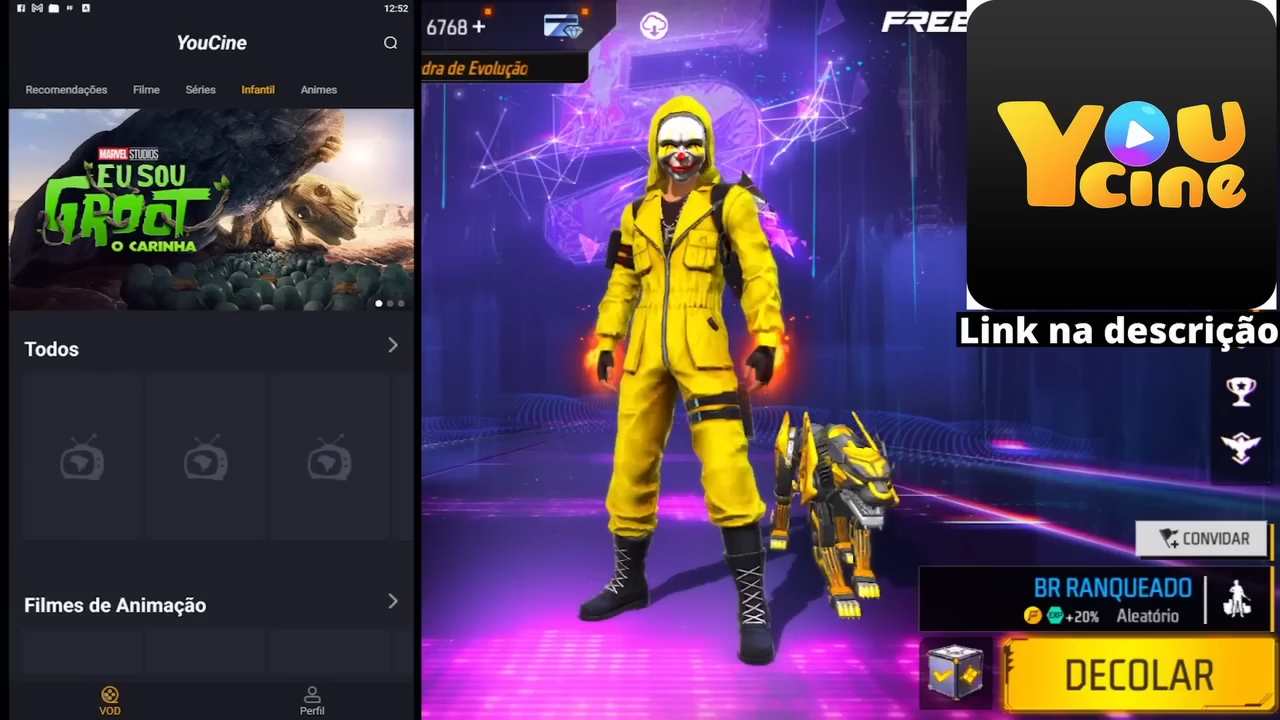 12:52
YouCine
Recomendações Filme Séries Infantil Animes
MARVEL STUDIOS
EU SOU
GROOT
O CARINHA
Todos
Filmes de Animação
VOD Perfil
6768 +
dra de Evolução
FREE
YOU
Cine
Link na descrição
CONVIDAR
BR RANQUEADO
EXP +20% Aleatório
DECOLAR